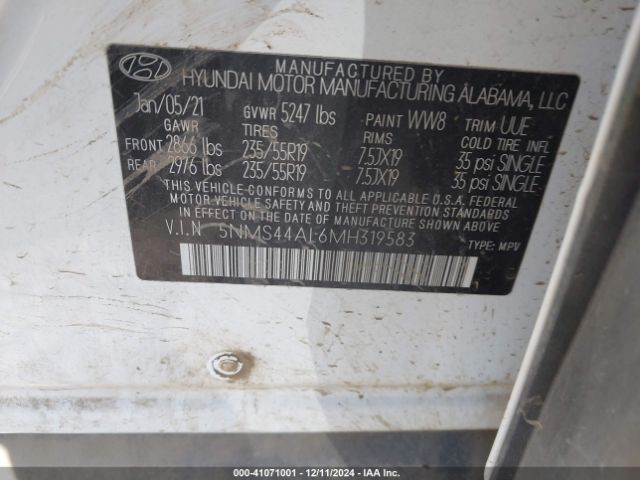 MANUFACTURED BY
HYUNDAI MOTOR MANUFACTURING ALABAMA, LLC
Jan/05/21 GVWR 5247 lbs PAINT WW8 TRIM UUE
GAWR TIRES RIMS COLD TIRE INFL
FRONT 2866 lbs 235/55R19 7.5JX19 35 psi SINGLE
REAR 2976 lbs 235/55R19 7.5JX19 35 psi SINGLE
THIS VEHICLE CONFORMS TO ALL APPLICABLE U.S.A. FEDERAL
MOTOR VEHICLE SAFETY AND THEFT PREVENTION STANDARDS
IN EFFECT ON THE DATE OF MANUFACTURE SHOWN ABOVE.
V.I.N 5NMS44AL6MH319583 TYPE: MPV
000-41071001 • 12/11/2024 • IAA Inc.